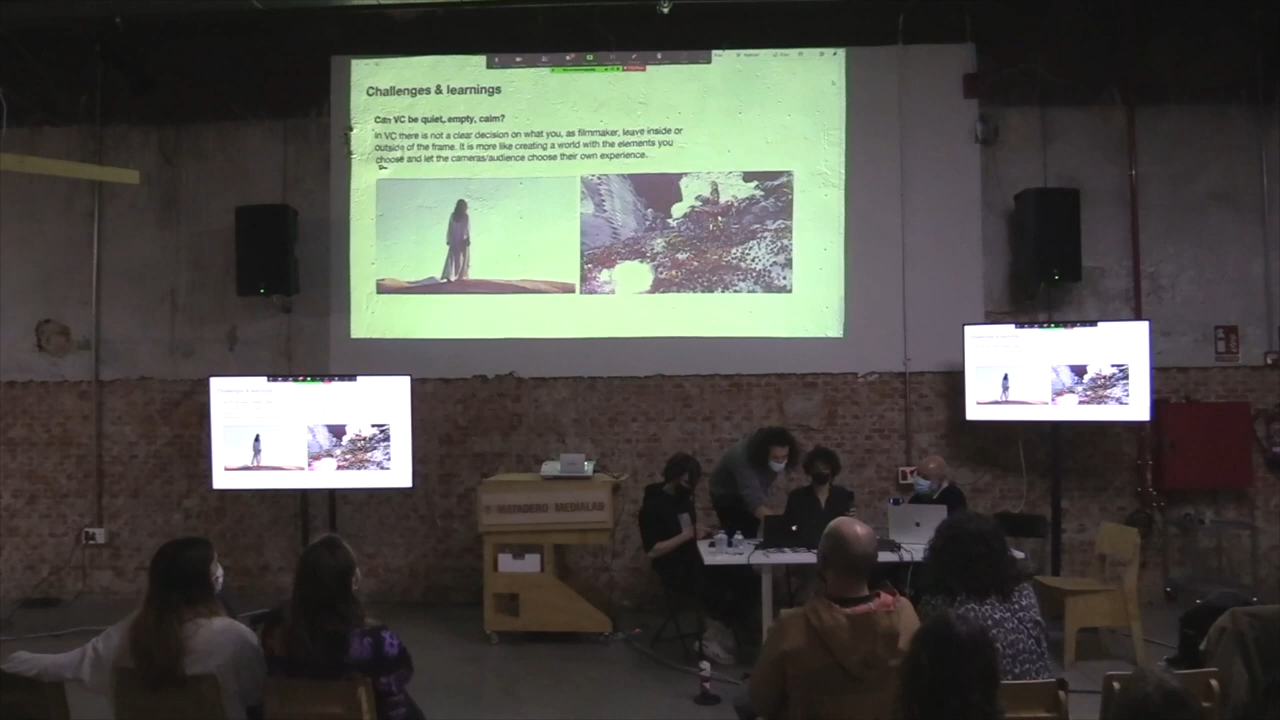 Challenges & learnings
Can VC be quiet, empty, calm?
In VC there is not a clear decision on what you, as filmmaker, leave inside or
outside of the frame. It is more like creating a world with the elements you
choose and let the cameras/audience choose their own experience.
Challenges & learnings
MATADERO MEDIALAB